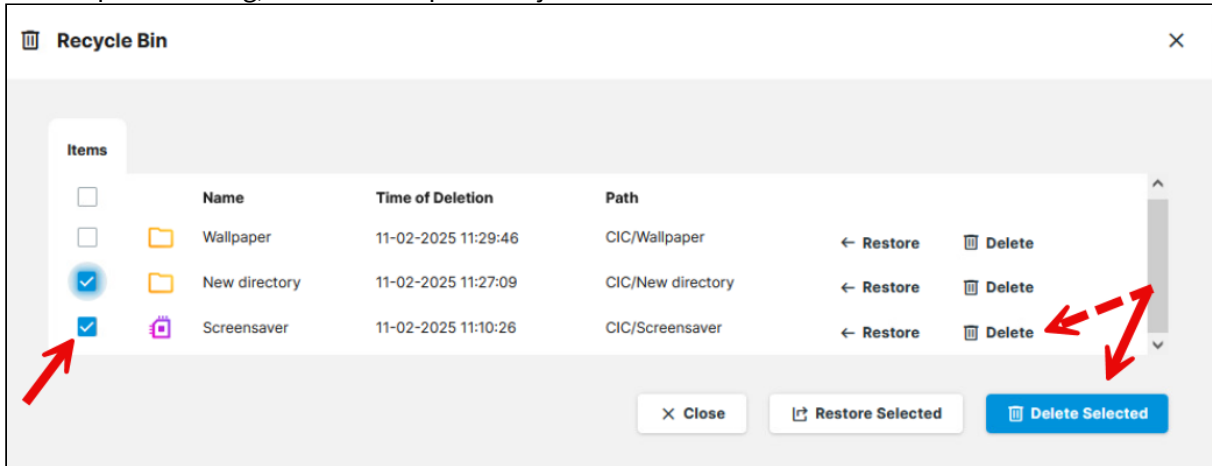 Recycle Bin
Items
Name Time of Deletion Path
Wallpaper 11-02-2025 11:29:46 CIC/Wallpaper ← Restore Delete
New directory 11-02-2025 11:27:09 CIC/New directory ← Restore Delete
Screensaver 11-02-2025 11:10:26 CIC/Screensaver ← Restore Delete
Close Restore Selected Delete Selected